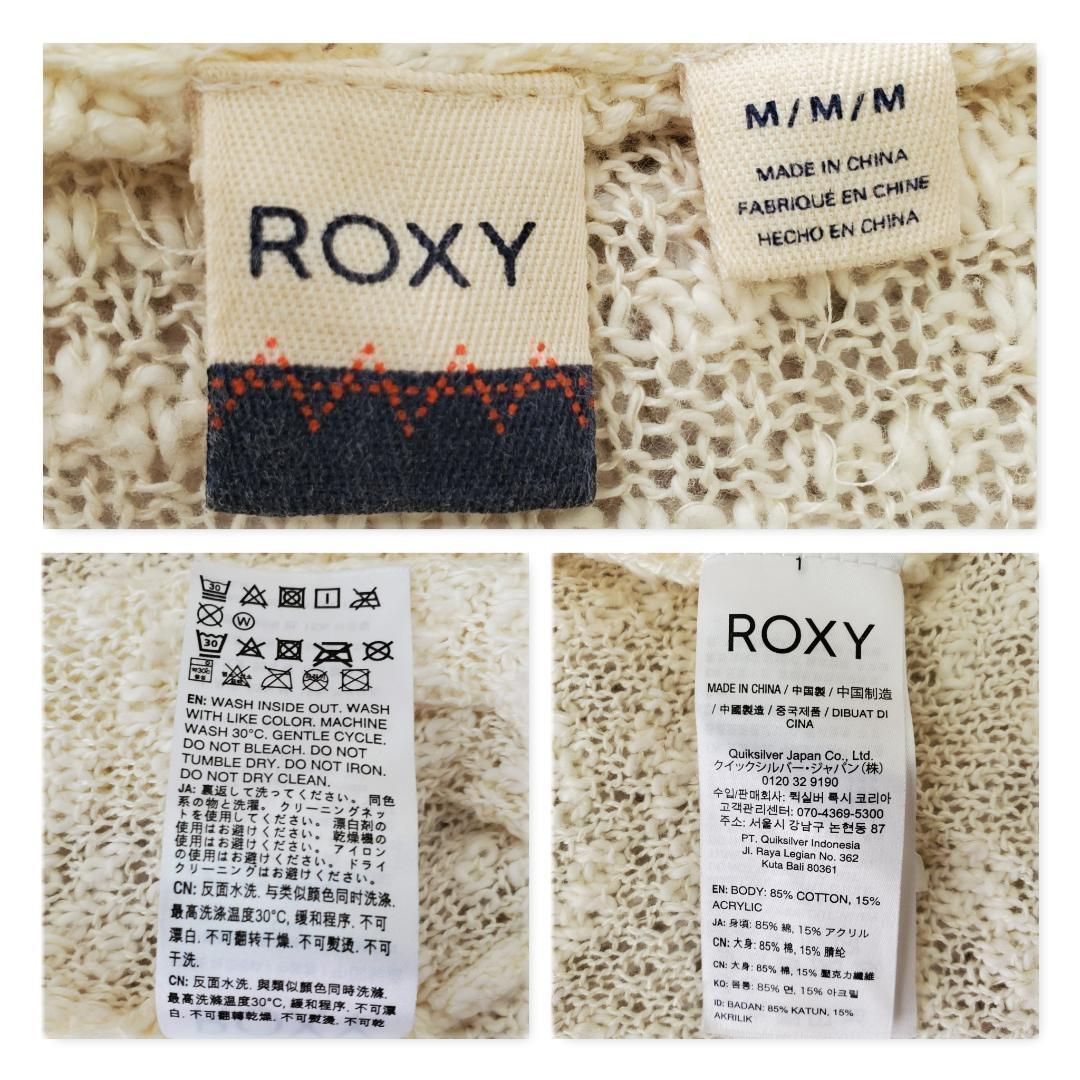 ROXY
M/M/M
MADE IN CHINA
FABRIQUÉ EN CHINE
HECHO EN CHINA
30
W
30
EN: WASH INSIDE OUT. WASH
WITH LIKE COLOR. MACHINE
WASH 30°C. GENTLE CYCLE.
DO NOT BLEACH. DO NOT
TUMBLE DRY. DO NOT IRON.
DO NOT DRY CLEAN.
JA: 裏返して洗ってください。 同色
系の物と洗濯。 クリーニングネッ
トを使用してください。 漂白剤の
使用はお避けください。 乾燥機の
使用はお避けください。 アイロン
の使用はお避けください。 ドライ
クリーニングはお避けください。
CN: 反面水洗. 与类似颜色同时洗涤.
最高洗涤温度30°C, 缓和程序. 不可
漂白. 不可翻转干燥. 不可熨烫. 不可
干洗.
CN: 反面水洗. 與類似顏色同時洗滌.
最高洗滌溫度30°C, 緩和程序. 不可漂
白. 不可翻轉乾燥. 不可熨燙. 不可乾
1
ROXY
MADE IN CHINA / 中国製 / 中国制造
/ 中國製造 / 중국제품 / DIBUAT DI
CINA
Quiksilver Japan Co., Ltd.
クイックシルバー・ジャパン(株)
0120 32 9190
수입/판매회사: 퀵실버 록시 코리아
고객관리센터: 070-4369-5300
주소: 서울시 강남구 논현동 87
PT. Quiksilver Indonesia
Jl. Raya Legian No. 362
Kuta Bali 80361
EN: BODY: 85% COTTON, 15%
ACRYLIC
JA: 身頃: 85% 綿, 15% アクリル
CN: 大身: 85% 棉, 15% 腈纶
CN: 大身: 85% 棉, 15% 壓克力纖維
KO: 몸통: 85% 면, 15% 아크릴
ID: BADAN: 85% KATUN, 15%
AKRILIK